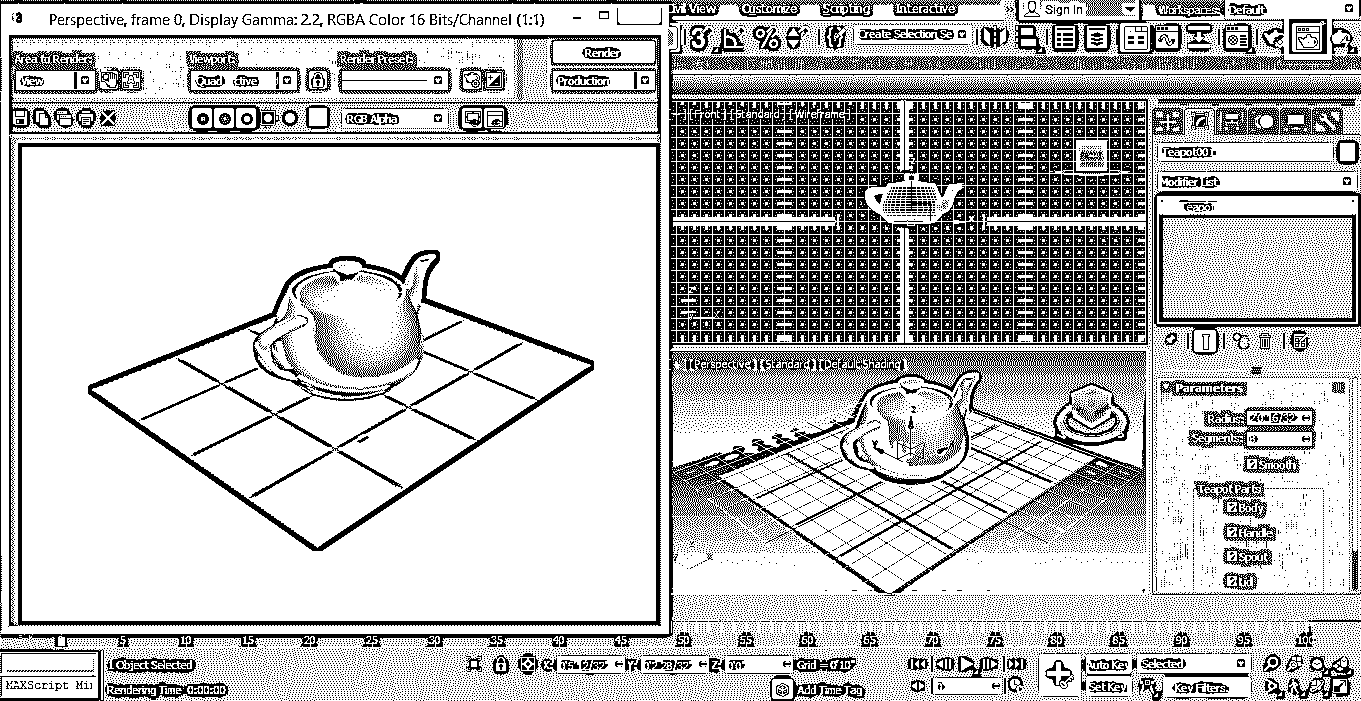 Perspective, frame 0, Display Gamma: 2.2, RGBA Color 16 Bits/Channel (1:1)
View Customize Scripting Interactive Sign In Workspaces: Default
Create Selection Se
Area to Render: Viewport: Render Preset: Render
View Production
RGB Alpha
[Front] [Standard] [Wireframe]
Teapot001
Modifier List
Teapot
[Perspective] [Standard] [Default Shading]
Parameters
Radius:
Segments:
Smooth
Teapot Parts
Body
Handle
Spout
Lid
5 10 15 20 25 30 35 40 45 50 55 60 65 70 75 80 85 90 95 100
1 Object Selected X: Y: Z: Grid = 0'10" Auto Key Selected
MAXScript Mi
Rendering Time 0:00:00 Add Time Tag Set Key Key Filters...